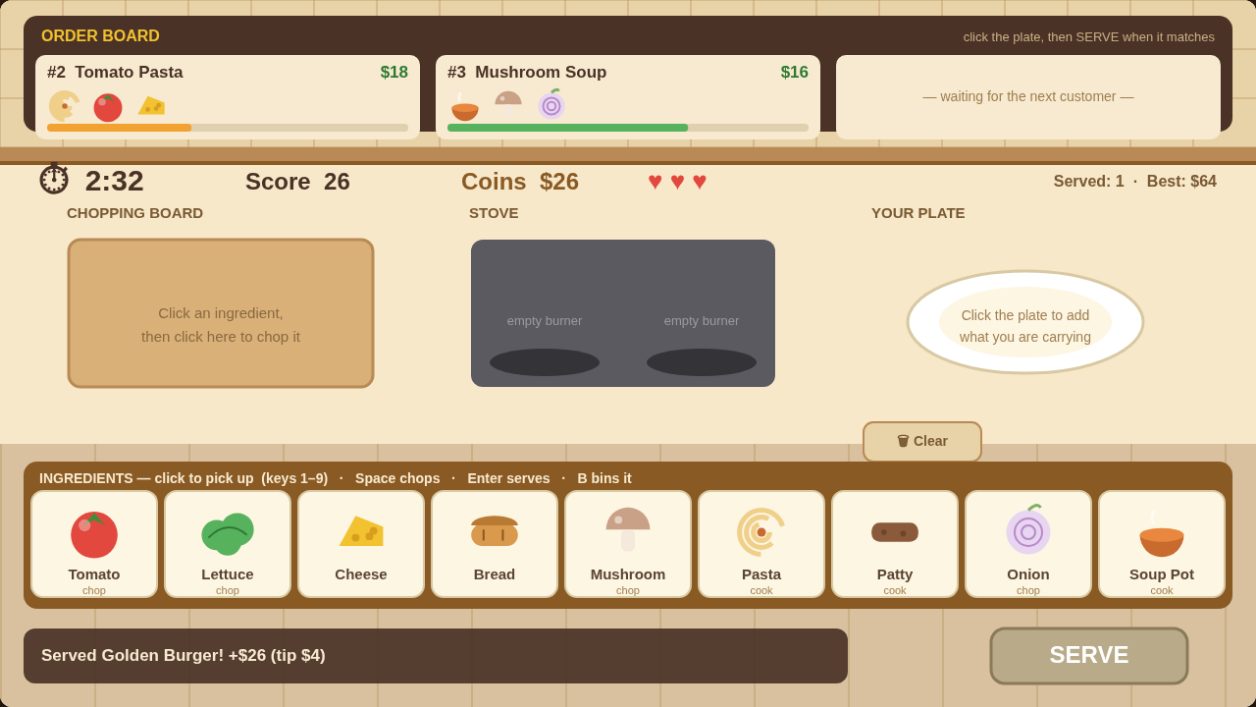 ORDER BOARD
click the plate, then SERVE when it matches
#2 Tomato Pasta $18
#3 Mushroom Soup $16
— waiting for the next customer —
2:32
Score 26
Coins $26
♥ ♥ ♥
Served: 1 · Best: $64
CHOPPING BOARD
STOVE
YOUR PLATE
Click an ingredient,
then click here to chop it
empty burner
empty burner
Click the plate to add
what you are carrying
Clear
INGREDIENTS — click to pick up (keys 1–9) · Space chops · Enter serves · B bins it
Tomato
chop
Lettuce
chop
Cheese
Bread
Mushroom
chop
Pasta
cook
Patty
cook
Onion
chop
Soup Pot
cook
Served Golden Burger! +$26 (tip $4)
SERVE